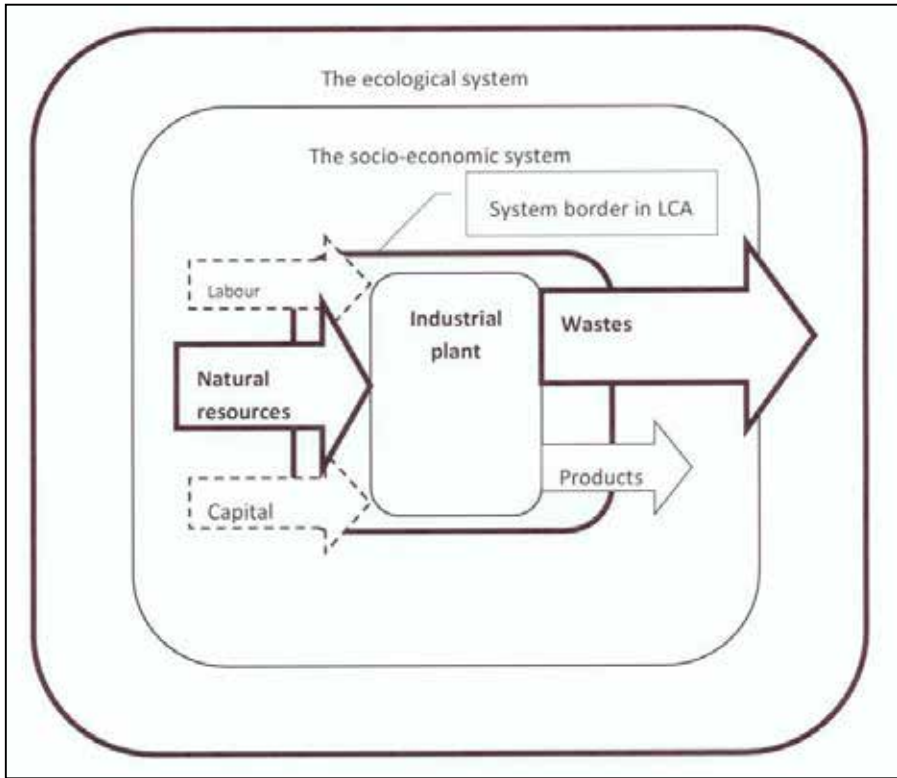 The ecological system
The socio-economic system
System border in LCA
Labour
Industrial
plant
Wastes
Natural
resources
Capital
Products